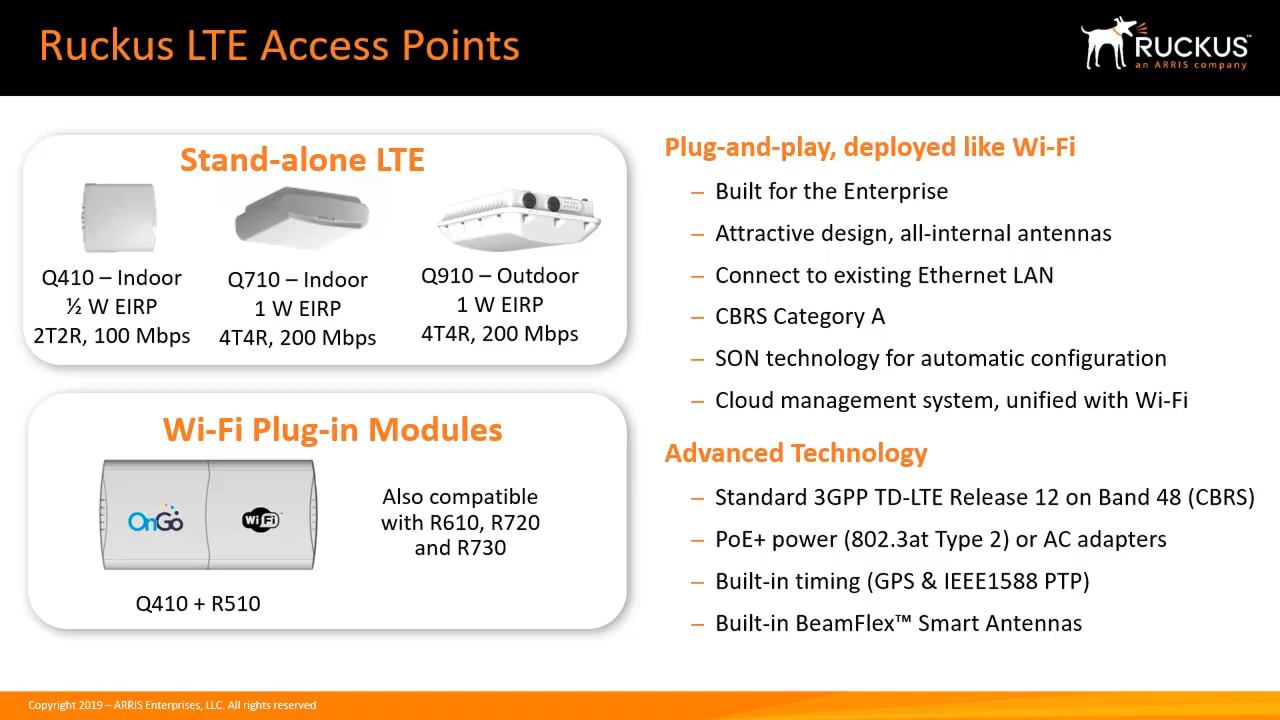 Ruckus LTE Access Points
RUCKUS™
an ARRIS company
Stand-alone LTE
Q410 – Indoor
½ W EIRP
2T2R, 100 Mbps
Q710 – Indoor
1 W EIRP
4T4R, 200 Mbps
Q910 – Outdoor
1 W EIRP
4T4R, 200 Mbps
Wi-Fi Plug-in Modules
OnGo
Wi Fi
Also compatible
with R610, R720
and R730
Q410 + R510
Plug-and-play, deployed like Wi-Fi
– Built for the Enterprise
– Attractive design, all-internal antennas
– Connect to existing Ethernet LAN
– CBRS Category A
– SON technology for automatic configuration
– Cloud management system, unified with Wi-Fi
Advanced Technology
– Standard 3GPP TD-LTE Release 12 on Band 48 (CBRS)
– PoE+ power (802.3at Type 2) or AC adapters
– Built-in timing (GPS & IEEE1588 PTP)
– Built-in BeamFlex™ Smart Antennas
Copyright 2019 – ARRIS Enterprises, LLC. All rights reserved